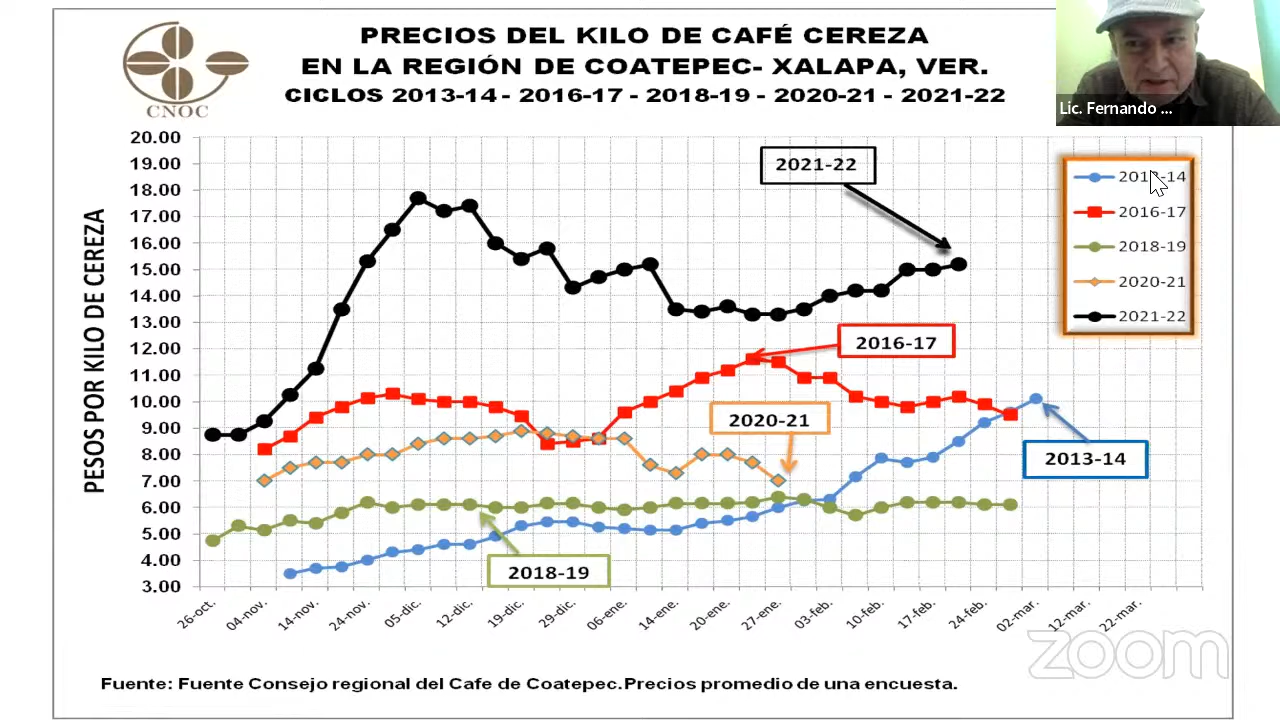 CNOC
PRECIOS DEL KILO DE CAFÉ CEREZA
EN LA REGIÓN DE COATEPEC- XALAPA, VER.
CICLOS 2013-14 - 2016-17 - 2018-19 - 2020-21 - 2021-22
Lic. Fernando ...
PESOS POR KILO DE CEREZA
20.00
19.00
18.00
17.00
16.00
15.00
14.00
13.00
12.00
11.00
10.00
9.00
8.00
7.00
6.00
5.00
4.00
3.00
2021-22
2016-17
2020-21
2013-14
2018-19
2016-17
2018-19
2020-21
2021-22
26-oct.
04-nov.
14-nov.
24-nov.
05-dic.
12-dic.
19-dic.
29-dic.
06-ene.
14-ene.
20-ene.
27-ene.
03-feb.
10-feb.
17-feb.
24-feb.
02-mar.
12-mar.
22-mar.
zoom
Fuente: Fuente Consejo regional del Cafe de Coatepec.Precios promedio de una encuesta.